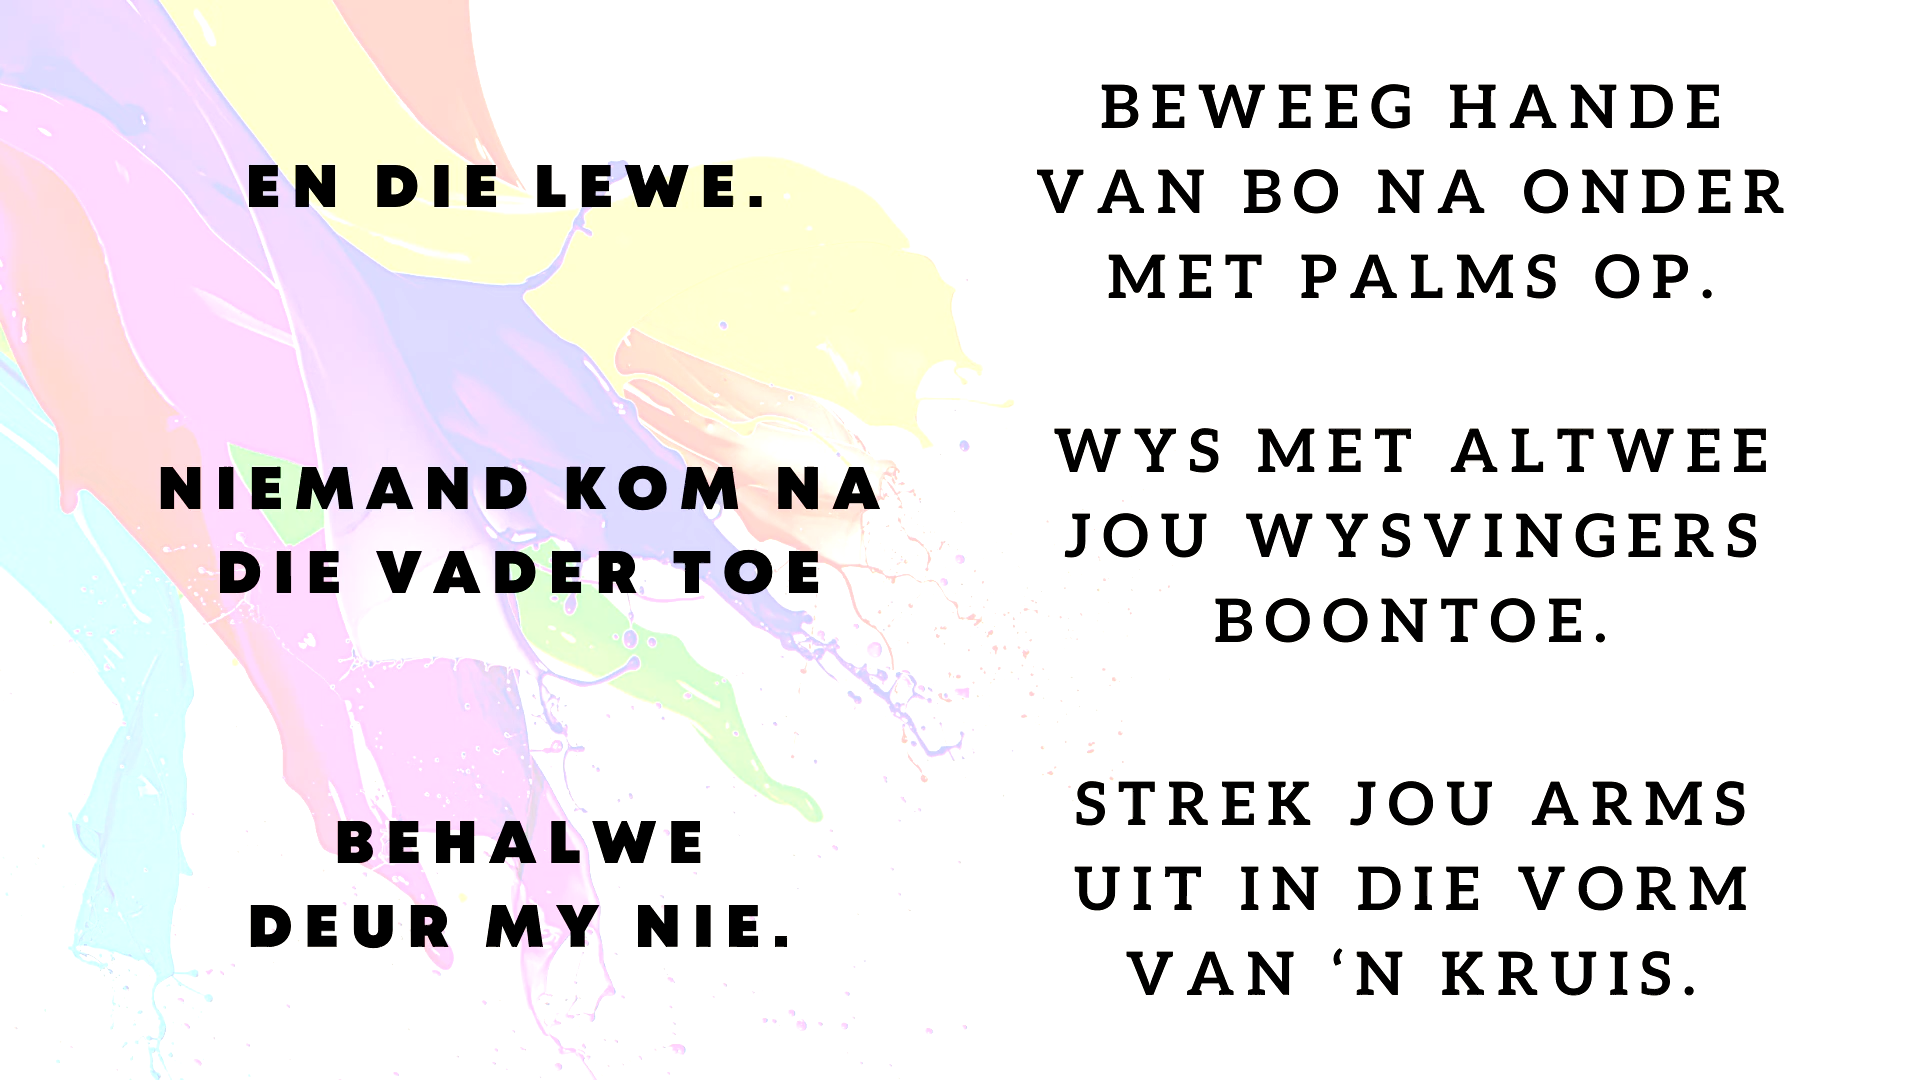 EN DIE LEWE.
BEWEEG HANDE
VAN BO NA ONDER
MET PALMS OP.
NIEMAND KOM NA
DIE VADER TOE
WYS MET ALTWEE
JOU WYSVINGERS
BOONTOE.
BEHALWE
DEUR MY NIE.
STREK JOU ARMS
UIT IN DIE VORM
VAN ‘N KRUIS.